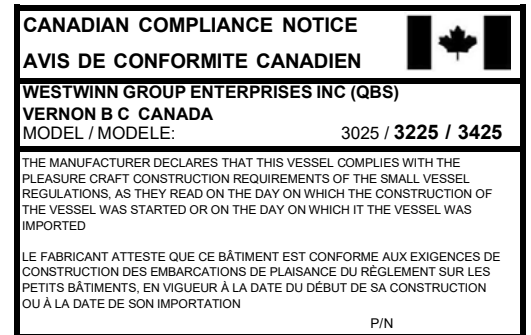 CANADIAN COMPLIANCE NOTICE
AVIS DE CONFORMITE CANADIEN
WESTWINN GROUP ENTERPRISES INC (QBS)
VERNON B C CANADA
MODEL / MODELE: 3025 / 3225 / 3425
THE MANUFACTURER DECLARES THAT THIS VESSEL COMPLIES WITH THE
PLEASURE CRAFT CONSTRUCTION REQUIREMENTS OF THE SMALL VESSEL
REGULATIONS, AS THEY READ ON THE DAY ON WHICH THE CONSTRUCTION OF
THE VESSEL WAS STARTED OR ON THE DAY ON WHICH IT THE VESSEL WAS
IMPORTED
LE FABRICANT ATTESTE QUE CE BÂTIMENT EST CONFORME AUX EXIGENCES DE
CONSTRUCTION DES EMBARCATIONS DE PLAISANCE DU RÈGLEMENT SUR LES
PETITS BÂTIMENTS, EN VIGUEUR À LA DATE DU DÉBUT DE SA CONSTRUCTION
OU À LA DATE DE SON IMPORTATION
P/N